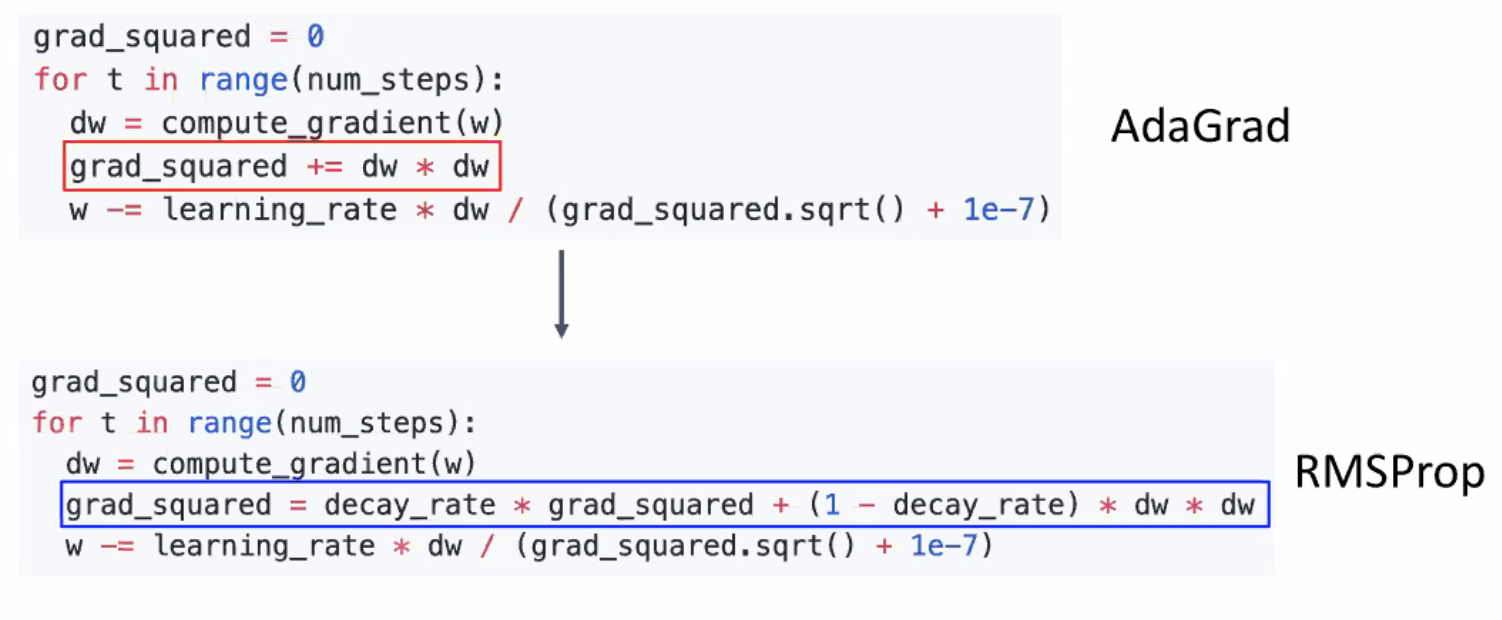 grad_squared = 0
for t in range(num_steps):
  dw = compute_gradient(w)
  grad_squared += dw * dw
  w -= learning_rate * dw / (grad_squared.sqrt() + 1e-7)
AdaGrad
grad_squared = 0
for t in range(num_steps):
  dw = compute_gradient(w)
  grad_squared = decay_rate * grad_squared + (1 - decay_rate) * dw * dw
  w -= learning_rate * dw / (grad_squared.sqrt() + 1e-7)
RMSProp